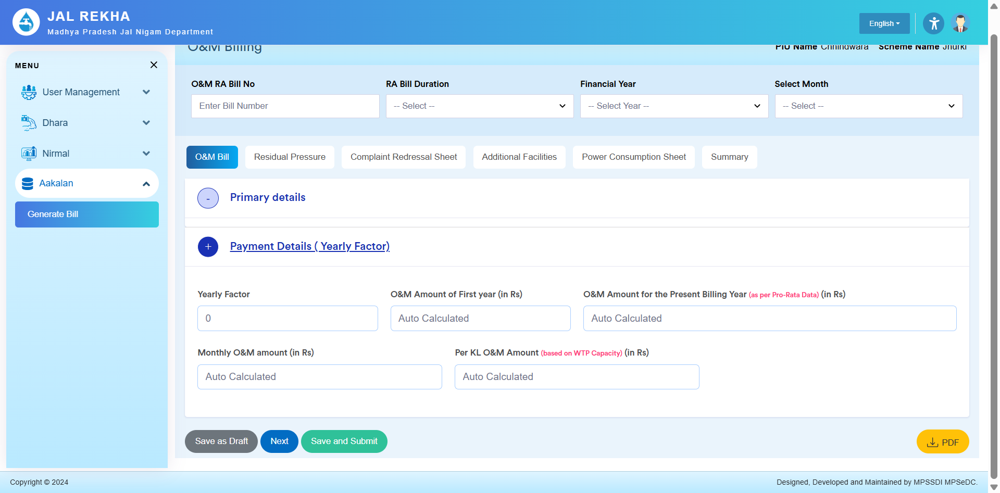 JAL REKHA
Madhya Pradesh Jal Nigam Department
English
MENU
User Management
Dhara
Nirmal
Aakalan
Generate Bill
O&M Billing
PIU Name Chhindwara Scheme Name Jhurki
O&M RA Bill No
RA Bill Duration
Financial Year
Select Month
Enter Bill Number
-- Select --
-- Select Year --
-- Select --
O&M Bill
Residual Pressure
Complaint Redressal Sheet
Additional Facilities
Power Consumption Sheet
Summary
- Primary details
+ Payment Details ( Yearly Factor)
Yearly Factor
O&M Amount of First year (in Rs)
O&M Amount for the Present Billing Year (as per Pro-Rata Data) (in Rs)
0
Auto Calculated
Auto Calculated
Monthly O&M amount (in Rs)
Per KL O&M Amount (based on WTP Capacity) (in Rs)
Auto Calculated
Auto Calculated
Save as Draft
Next
Save and Submit
PDF
Copyright © 2024
Designed, Developed and Maintained by MPSSDI MPSeDC.